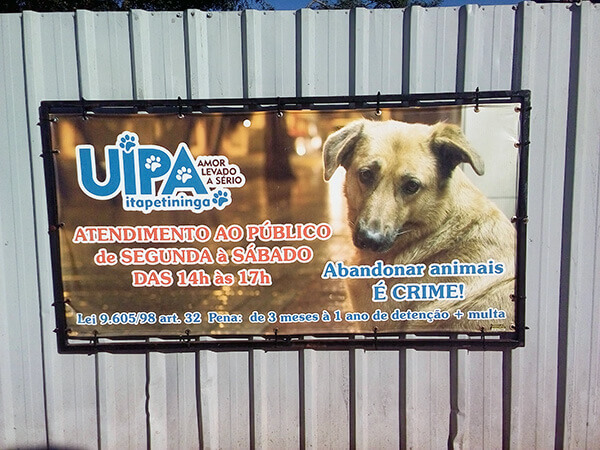 UIPA
AMOR
LEVADO
A SÉRIO
itapetininga
ATENDIMENTO AO PÚBLICO
de SEGUNDA à SÁBADO
DAS 14h às 17h
Abandonar animais
É CRIME!
Lei 9.605/98 art. 32 Pena: de 3 meses à 1 ano de detenção + multa